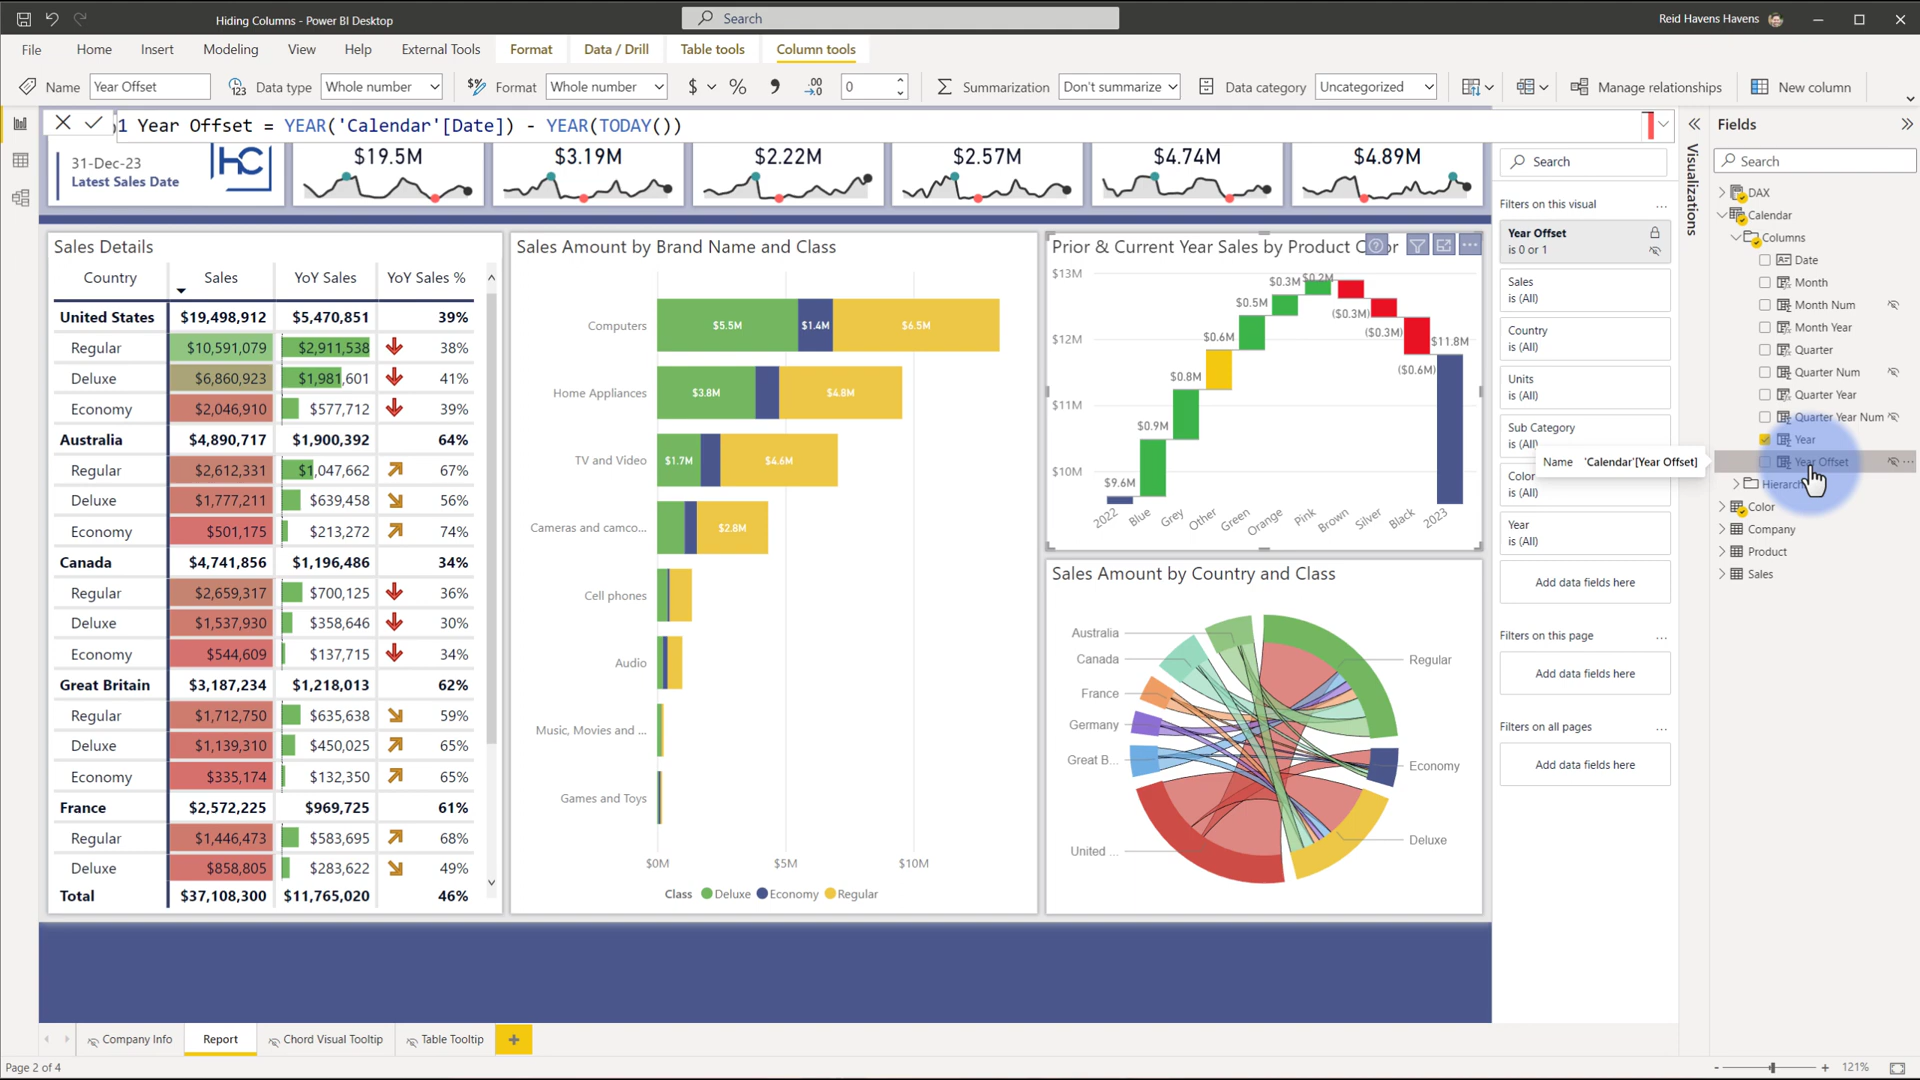 Hiding Columns - Power BI Desktop
Search
Reid Havens Havens
File
Home
Insert
Modeling
View
Help
External Tools
Format
Data / Drill
Table tools
Column tools
Name
Year Offset
Data type
Whole number
Format
Whole number
$
%
0
Summarization
Don't summarize
Data category
Uncategorized
Manage relationships
New column
1 Year Offset = YEAR('Calendar'[Date]) - YEAR(TODAY())
31-Dec-23
Latest Sales Date
hC
$19.5M
$3.19M
$2.22M
$2.57M
$4.74M
$4.89M
Sales Details
Country Sales YoY Sales YoY Sales %
United States $19,498,912 $5,470,851 39%
Regular $10,591,079 $2,911,538 38%
Deluxe $6,860,923 $1,981,601 41%
Economy $2,046,910 $577,712 39%
Australia $4,890,717 $1,900,392 64%
Regular $2,612,331 $1,047,662 67%
Deluxe $1,777,211 $639,458 56%
Economy $501,175 $213,272 74%
Canada $4,741,856 $1,196,486 34%
Regular $2,659,317 $700,125 36%
Deluxe $1,537,930 $358,646 30%
Economy $544,609 $137,715 34%
Great Britain $3,187,234 $1,218,013 62%
Regular $1,712,750 $635,638 59%
Deluxe $1,139,310 $450,025 65%
Economy $335,174 $132,350 65%
France $2,572,225 $969,725 61%
Regular $1,446,473 $583,695 68%
Deluxe $858,805 $283,622 49%
Total $37,108,300 $11,765,020 46%
Sales Amount by Brand Name and Class
Computers $5.5M $1.4M $6.5M
Home Appliances $3.8M $4.8M
TV and Video $1.7M $4.6M
Cameras and camco... $2.8M
Cell phones
Audio
Music, Movies and ...
Games and Toys
$0M $5M $10M
Class Deluxe Economy Regular
Prior & Current Year Sales by Product Color
$13M
$12M
$11M
$10M
$9.6M
$0.9M
$0.8M
$0.6M
$0.5M
$0.3M
$0.2M
($0.3M)
($0.3M)
($0.6M)
$11.8M
2022 Blue Grey Other Green Orange Pink Brown Silver Black 2023
Sales Amount by Country and Class
Australia
Canada
France
Germany
Great B...
United ...
Regular
Economy
Deluxe
Search
Filters on this visual
...
Year Offset
is 0 or 1
Sales
is (All)
Country
is (All)
Units
is (All)
Sub Category
is (All)
Color
is (All)
Year
is (All)
Add data fields here
Filters on this page
...
Add data fields here
Filters on all pages
...
Add data fields here
Visualizations
Name 'Calendar'[Year Offset]
Fields
Search
DAX
Calendar
Columns
Date
Month
Month Num
Month Year
Quarter
Quarter Num
Quarter Year
Quarter Year Num
Year
Year Offset
Color
Company
Product
Sales
Company Info
Report
Chord Visual Tooltip
Table Tooltip
+
Page 2 of 4
- + 121%